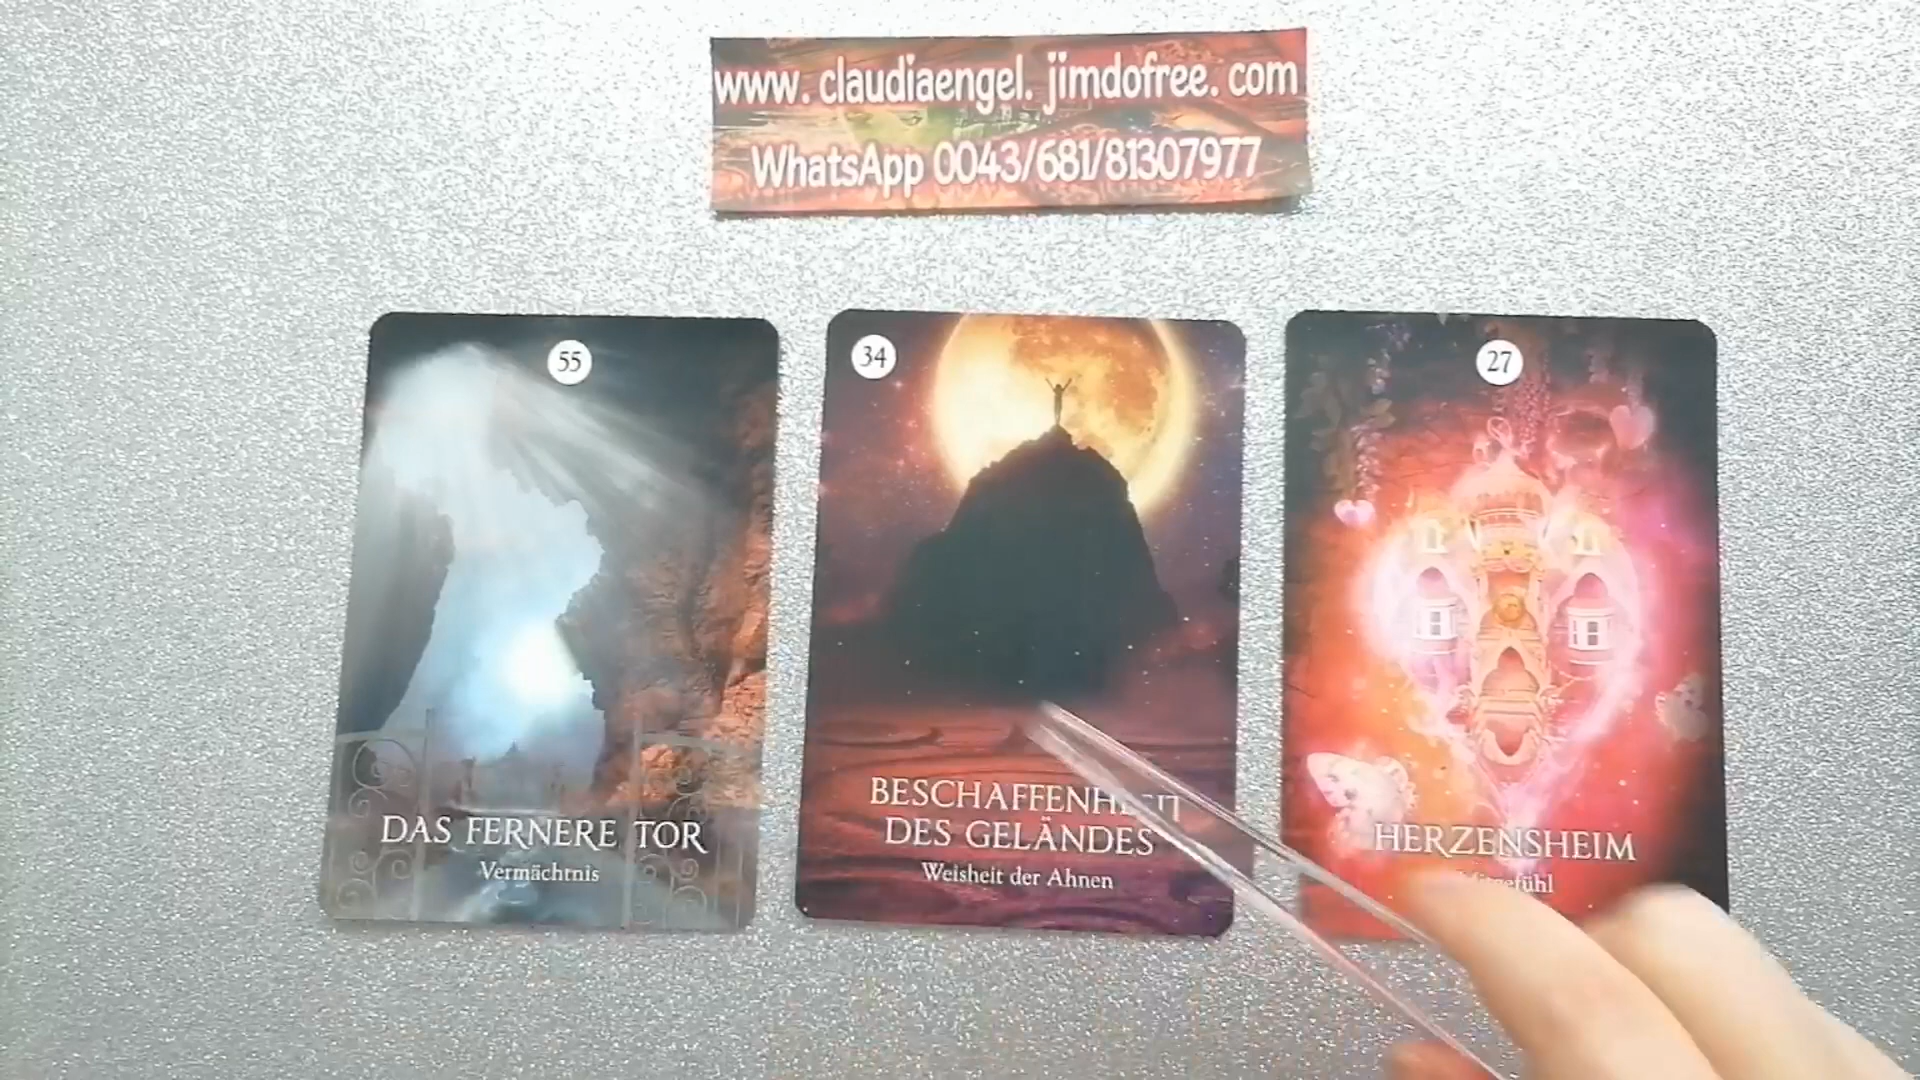 www. claudiaengel. jimdofree. com
WhatsApp 0043/681/81307977
55
DAS FERNERE TOR
Vermächtnis
34
BESCHAFFENHEIT
DES GELÄNDES
Weisheit der Ahnen
27
HERZENSHEIM
Mitgefühl